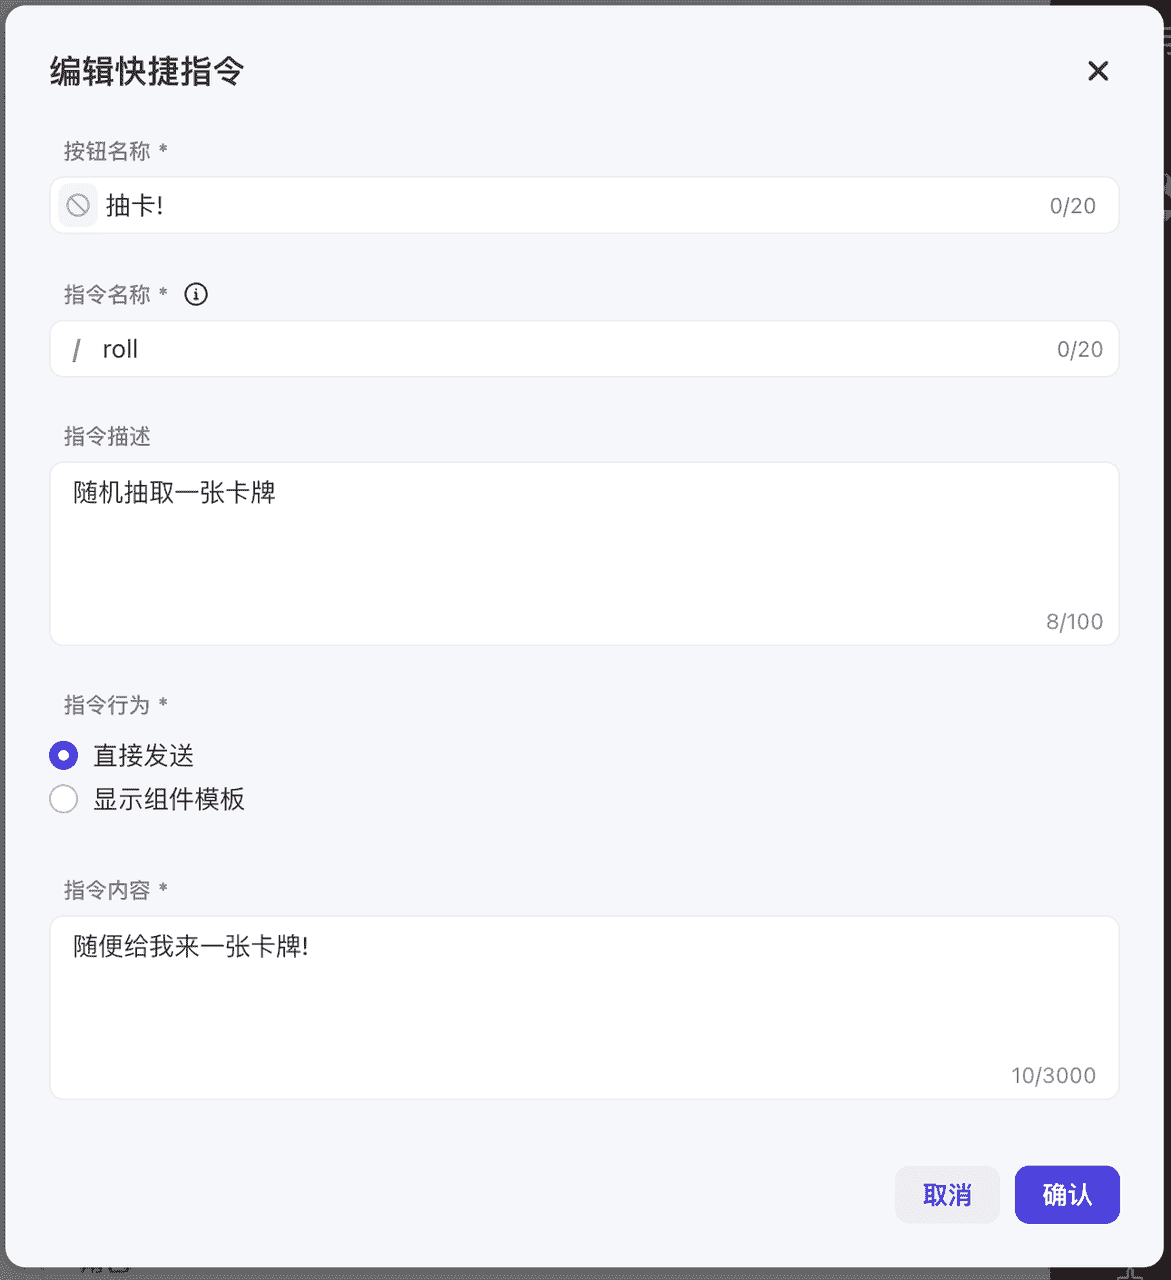 编辑快捷指令
按钮名称 *
抽卡! 0/20
指令名称 *
/ roll 0/20
指令描述
随机抽取一张卡牌
8/100
指令行为 *
直接发送
显示组件模板
指令内容 *
随便给我来一张卡牌!
10/3000
取消 确认